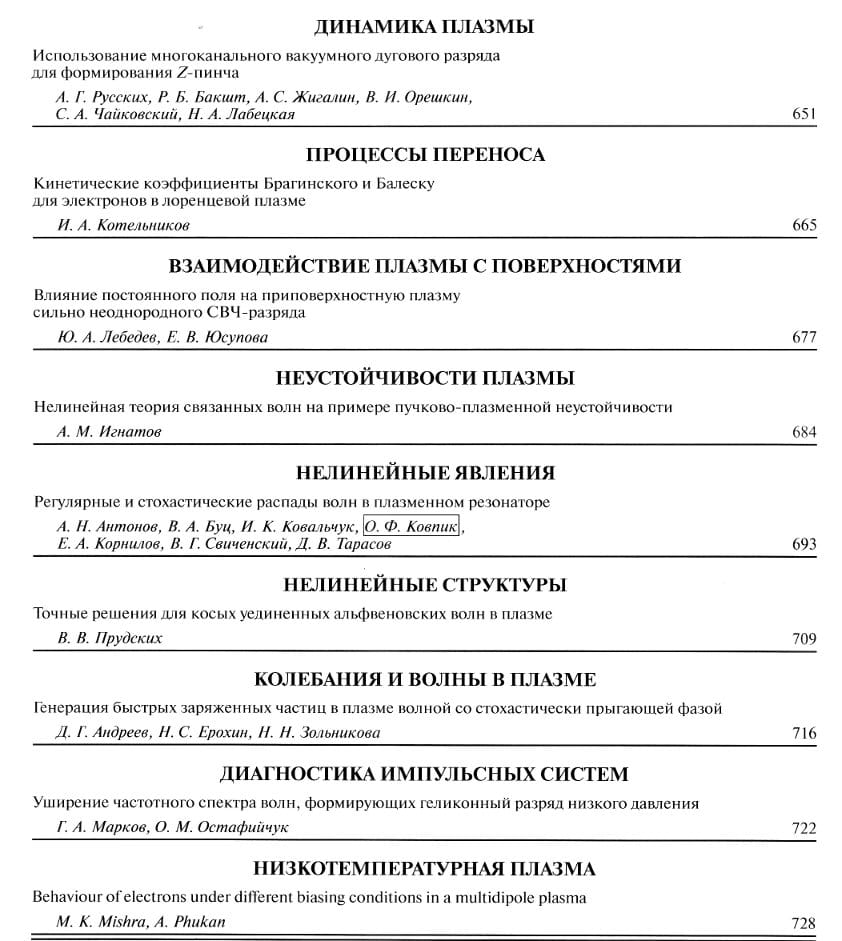 ДИНАМИКА ПЛАЗМЫ
Использование многоканального вакуумного дугового разряда
для формирования Z-пинча
А. Г. Русских, Р. Б. Бакшт, А. С. Жигалин, В. И. Орешкин,
С. А. Чайковский, Н. А. Лабецкая 651
ПРОЦЕССЫ ПЕРЕНОСА
Кинетические коэффициенты Брагинского и Балеску
для электронов в лоренцевой плазме
И. А. Котельников 665
ВЗАИМОДЕЙСТВИЕ ПЛАЗМЫ С ПОВЕРХНОСТЯМИ
Влияние постоянного поля на приповерхностную плазму
сильно неоднородного СВЧ-разряда
Ю. А. Лебедев, Е. В. Юсупова 677
НЕУСТОЙЧИВОСТИ ПЛАЗМЫ
Нелинейная теория связанных волн на примере пучково-плазменной неустойчивости
А. М. Игнатов 684
НЕЛИНЕЙНЫЕ ЯВЛЕНИЯ
Регулярные и стохастические распады волн в плазменном резонаторе
А. Н. Антонов, В. А. Буц, И. К. Ковальчук, О. Ф. Ковпик,
Е. А. Корнилов, В. Г. Свиченский, Д. В. Тарасов 693
НЕЛИНЕЙНЫЕ СТРУКТУРЫ
Точные решения для косых уединенных альфвеновских волн в плазме
В. В. Прудских 709
КОЛЕБАНИЯ И ВОЛНЫ В ПЛАЗМЕ
Генерация быстрых заряженных частиц в плазме волной со стохастически прыгающей фазой
Д. Г. Андреев, Н. С. Ерохин, Н. Н. Зольникова 716
ДИАГНОСТИКА ИМПУЛЬСНЫХ СИСТЕМ
Уширение частотного спектра волн, формирующих геликонный разряд низкого давления
Г. А. Марков, О. М. Остафийчук 722
НИЗКОТЕМПЕРАТУРНАЯ ПЛАЗМА
Behaviour of electrons under different biasing conditions in a multidipole plasma
M. K. Mishra, A. Phukan 728